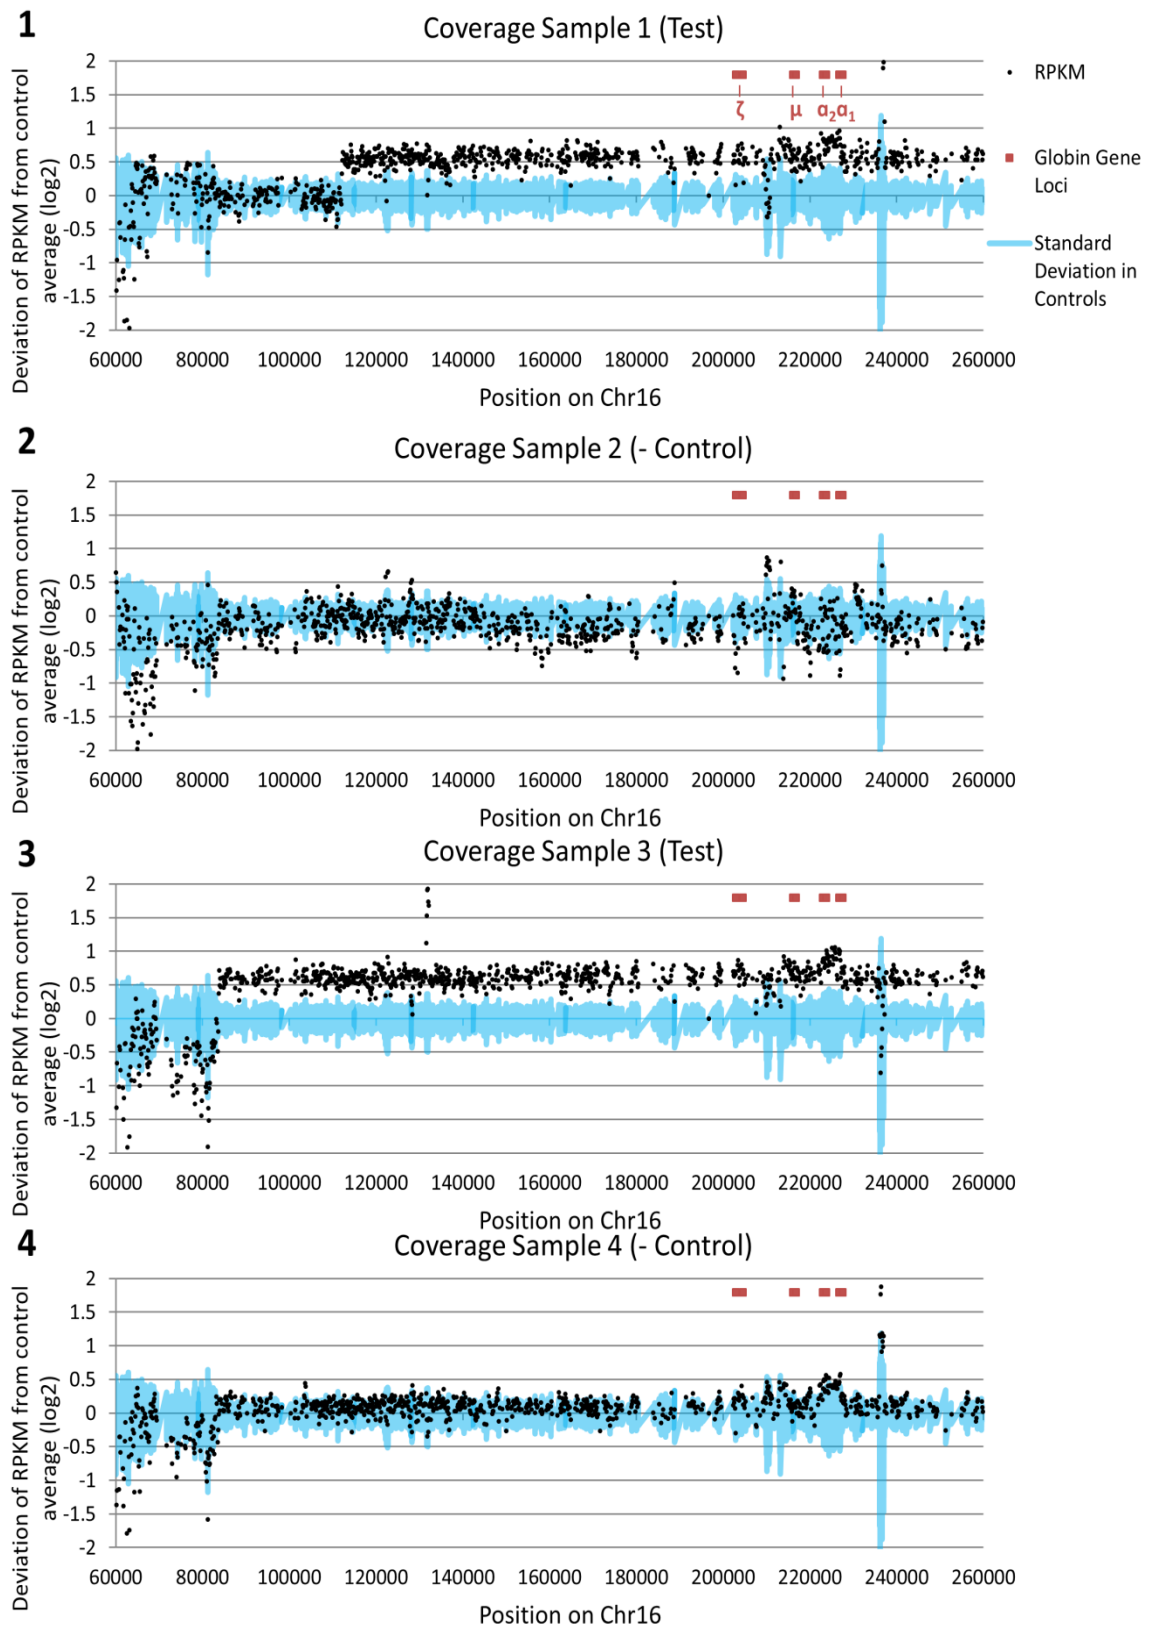 1
Coverage Sample 1 (Test)
Deviation of RPKM from control
average (log2)
2
1.5
1
0.5
0
-0.5
-1
-1.5
-2
ζ μ α2 α1
60000 80000 100000 120000 140000 160000 180000 200000 220000 240000 260000
Position on Chr16
RPKM
Globin Gene
Loci
Standard
Deviation in
Controls
2
Coverage Sample 2 (- Control)
Deviation of RPKM from control
average (log2)
2
1.5
1
0.5
0
-0.5
-1
-1.5
-2
60000 80000 100000 120000 140000 160000 180000 200000 220000 240000 260000
Position on Chr16
3
Coverage Sample 3 (Test)
Deviation of RPKM from control
average (log2)
2
1.5
1
0.5
0
-0.5
-1
-1.5
-2
60000 80000 100000 120000 140000 160000 180000 200000 220000 240000 260000
Position on Chr16
4
Coverage Sample 4 (- Control)
Deviation of RPKM from control
average (log2)
2
1.5
1
0.5
0
-0.5
-1
-1.5
-2
60000 80000 100000 120000 140000 160000 180000 200000 220000 240000 260000
Position on Chr16